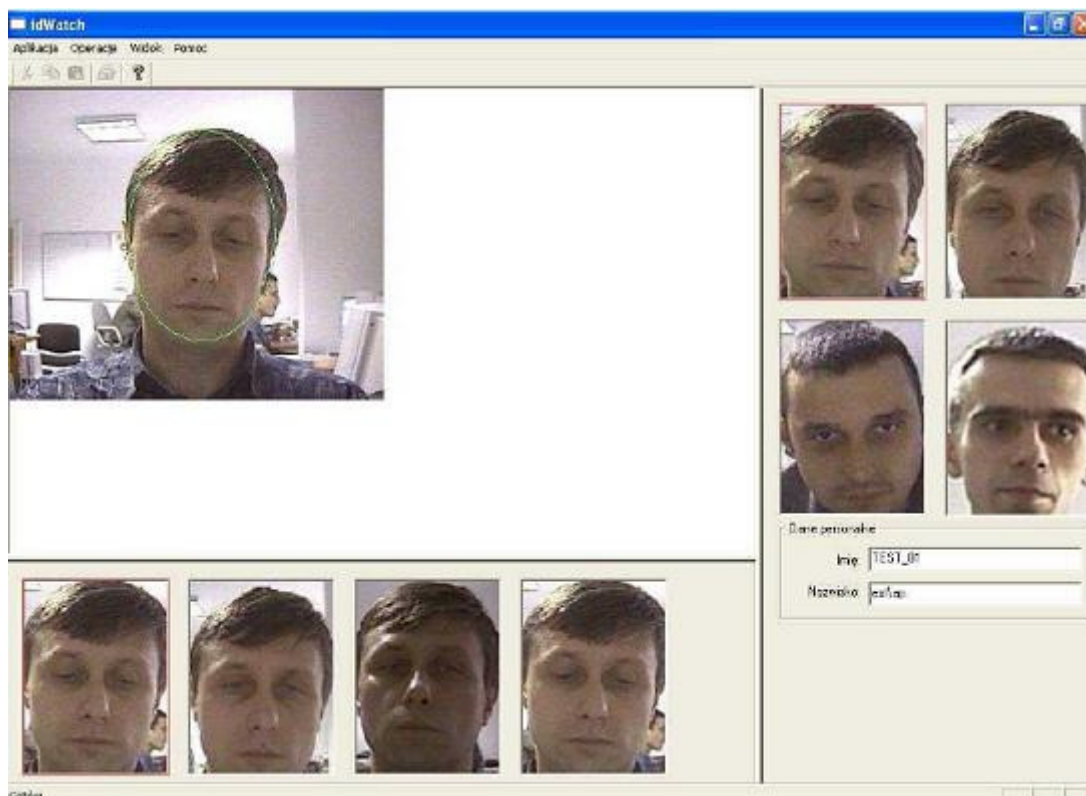 idWatch
Aplikacja Operacje Widok Pomoc
Dane personalne
Imię TEST_01
Nazwisko